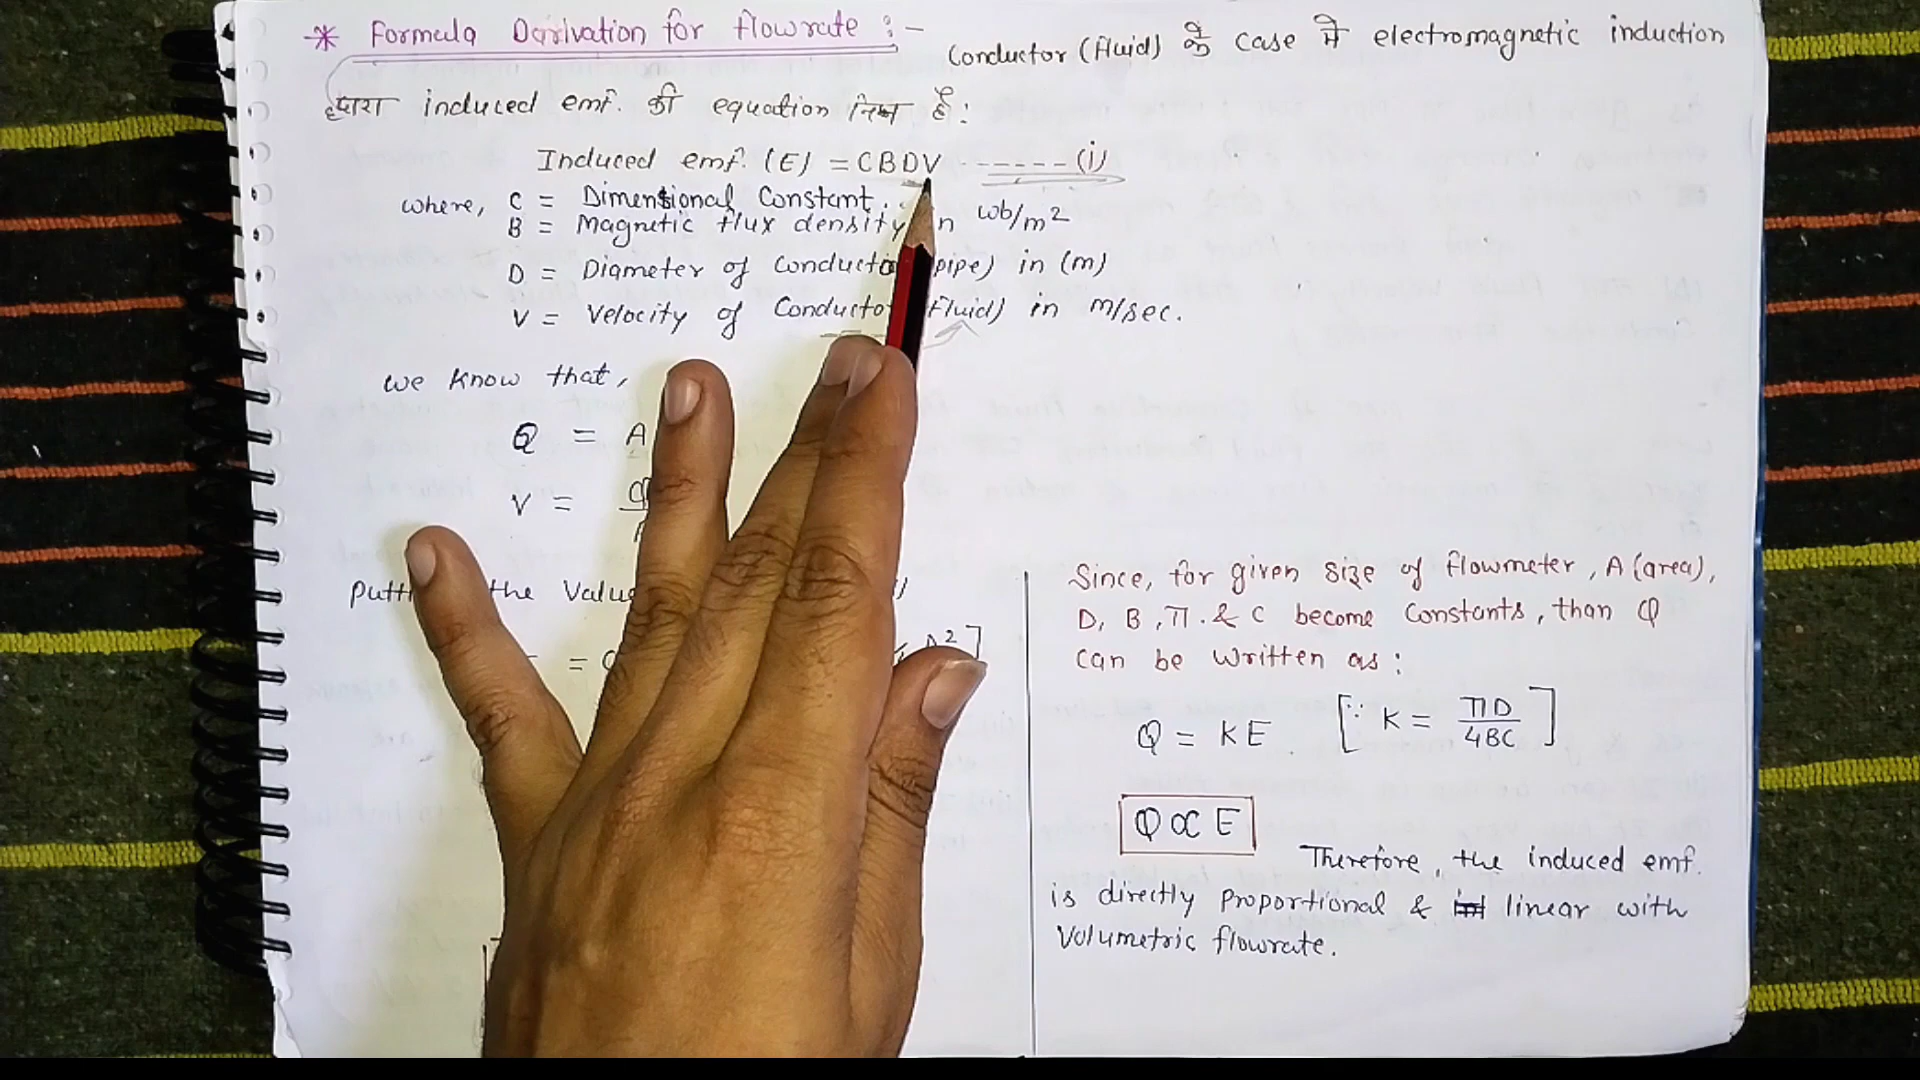 * Formula Derivation for flowrate :-
Conductor (fluid) के case में electromagnetic induction
द्वारा induced emf. की equation निम्न है :
Induced emf. (E) = CBDV ------(i)
where, C = Dimensional Constant.
B = Magnetic flux density in wb/m²
D = Diameter of Conductor (pipe) in (m)
V = Velocity of Conductor (fluid) in m/sec.
we know that,
Q = A
V = Q
the
= C
D²]
Since, for given size of flowmeter, A (area),
D, B, π. & C become Constants, than Q
can be written as :
Q = KE [∵ K = πD/4BC]
Q ∝ E
Therefore, the induced emf.
is directly proportional & linear with
Volumetric flowrate.